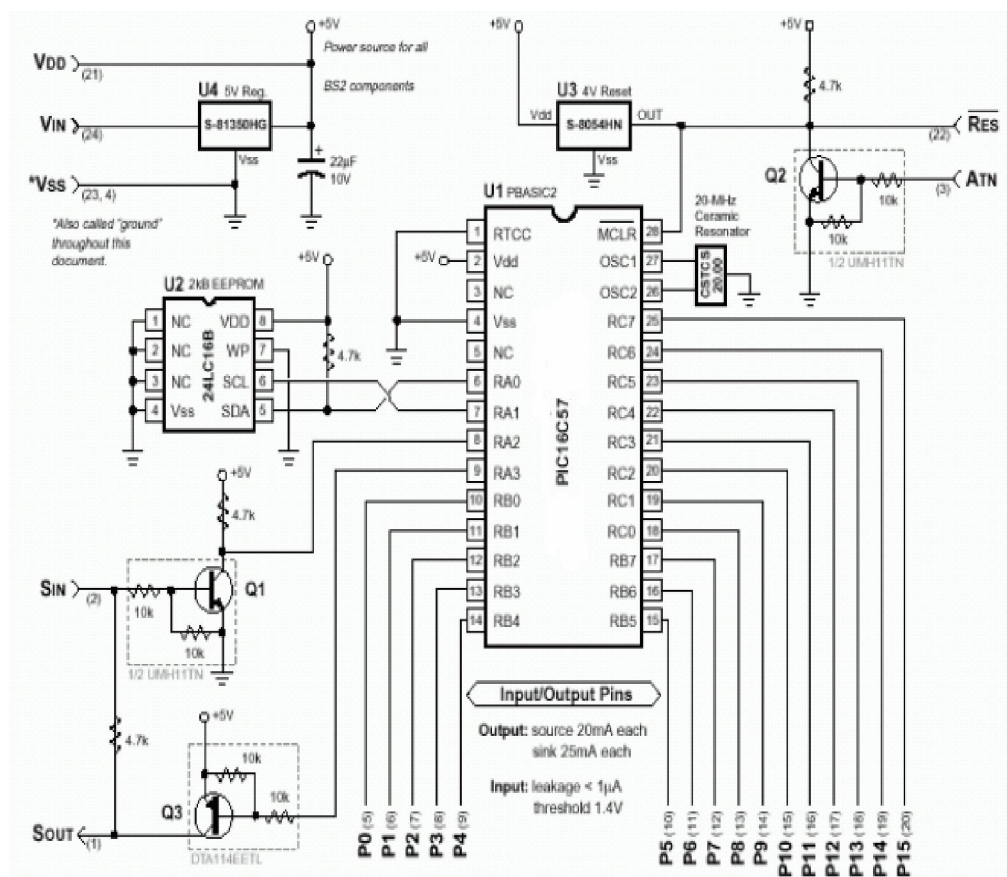 +5V
Power source for all
BS2 components
VDD
(21)
U4 5V Reg.
S-81350HG
VIN
(24)
Vss
+
22µF
10V
*VSS
(23, 4)
*Also called "ground"
throughout this
document.
+5V
U3 4V Reset
Vdd
S-8054HN
OUT
Vss
+5V
4.7k
RES
(22)
Q2
ATN
(3)
10k
10k
1/2 UMH11TN
U1 PBASIC2
20-MHz
Ceramic
Resonator
CSTCS
20.00
PIC16C57
1 RTCC MCLR 28
+5V
2 Vdd OSC1 27
3 NC OSC2 26
4 Vss RC7 25
5 NC RC6 24
6 RA0 RC5 23
7 RA1 RC4 22
8 RA2 RC3 21
9 RA3 RC2 20
10 RB0 RC1 19
11 RB1 RC0 18
12 RB2 RB7 17
13 RB3 RB6 16
14 RB4 RB5 15
+5V
U2 2kB EEPROM
24LC16B
1 NC VDD 8
2 NC WP 7
3 NC SCL 6
4 Vss SDA 5
4.7k
+5V
4.7k
SIN
(2)
10k
10k
Q1
1/2 UMH11TN
4.7k
+5V
10k
10k
Q3
SOUT
(1)
DTA114EETL
Input/Output Pins
Output: source 20mA each
sink 25mA each
Input: leakage < 1µA
threshold 1.4V
P0 (5)
P1 (6)
P2 (7)
P3 (8)
P4 (9)
P5 (10)
P6 (11)
P7 (12)
P8 (13)
P9 (14)
P10 (15)
P11 (16)
P12 (17)
P13 (18)
P14 (19)
P15 (20)